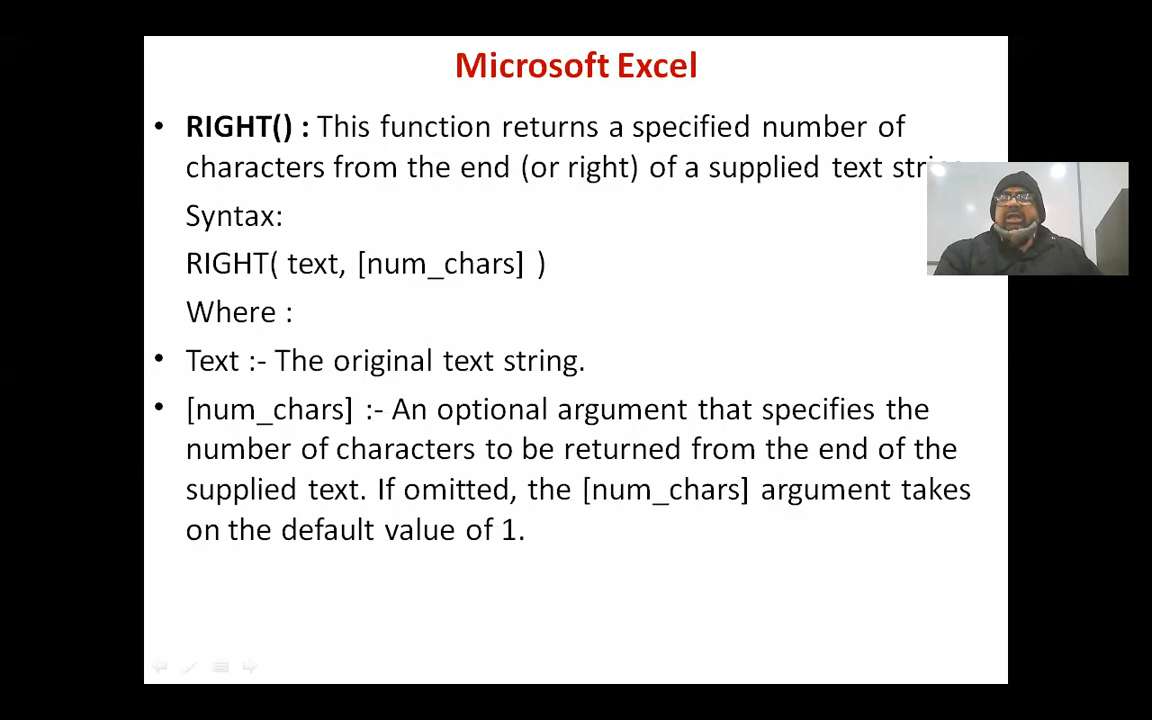 Microsoft Excel
• RIGHT() : This function returns a specified number of
characters from the end (or right) of a supplied text
Syntax:
RIGHT( text, [num_chars] )
Where :
• Text :- The original text string.
• [num_chars] :- An optional argument that specifies the
number of characters to be returned from the end of the
supplied text. If omitted, the [num_chars] argument takes
on the default value of 1.